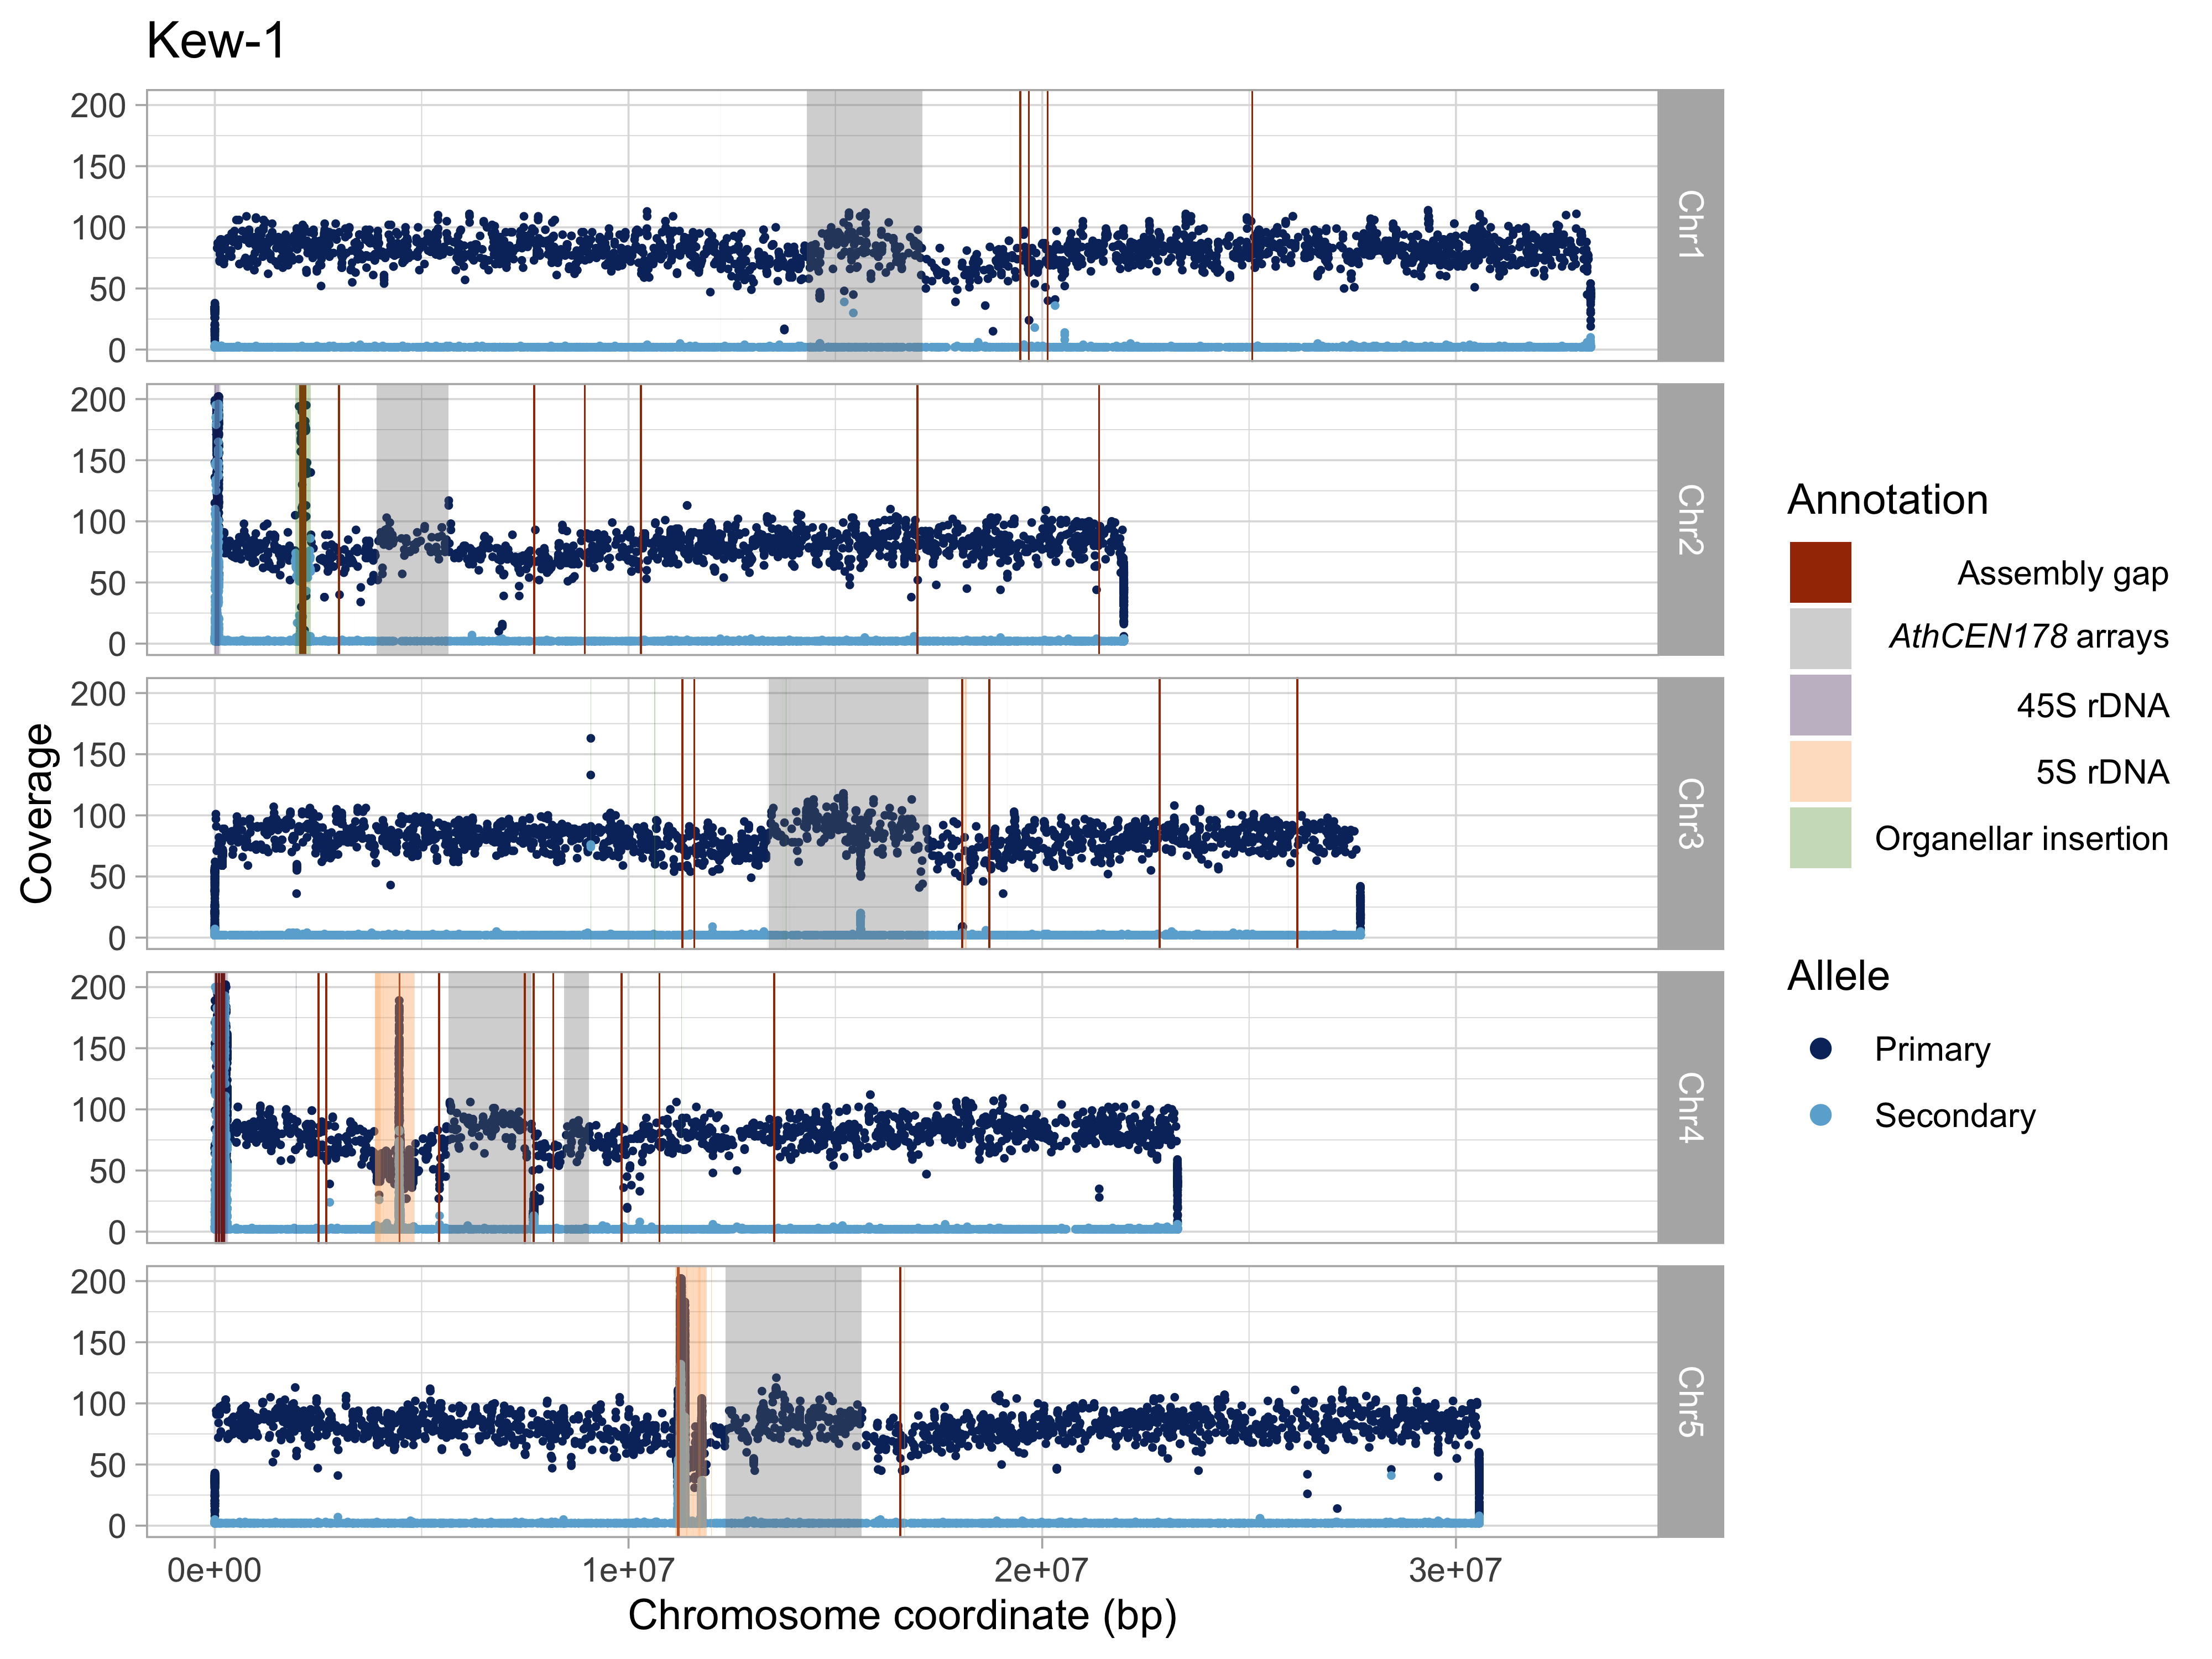 Kew-1
200
150
100
50
0
Chr1
200
150
100
50
0
Chr2
200
150
100
50
0
Chr3
200
150
100
50
0
Chr4
200
150
100
50
0
Chr5
Coverage
0e+00 1e+07 2e+07 3e+07
Chromosome coordinate (bp)
Annotation
Assembly gap
AthCEN178 arrays
45S rDNA
5S rDNA
Organellar insertion
Allele
Primary
Secondary